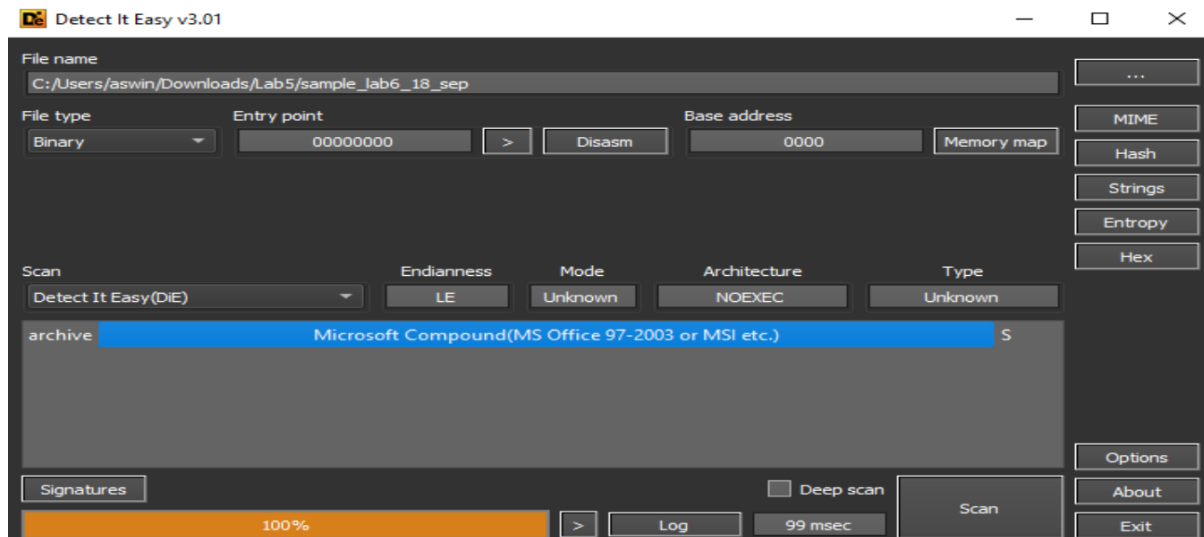 Detect It Easy v3.01
File name
C:/Users/aswin/Downloads/Lab5/sample_lab6_18_sep
...
File type Entry point Base address
Binary 00000000 > Disasm 0000 Memory map
MIME
Hash
Strings
Entropy
Hex
Scan Endianness Mode Architecture Type
Detect It Easy(DiE) LE Unknown NOEXEC Unknown
archive Microsoft Compound(MS Office 97-2003 or MSI etc.) S
Options
Signatures Deep scan Scan About
100% > Log 99 msec Exit